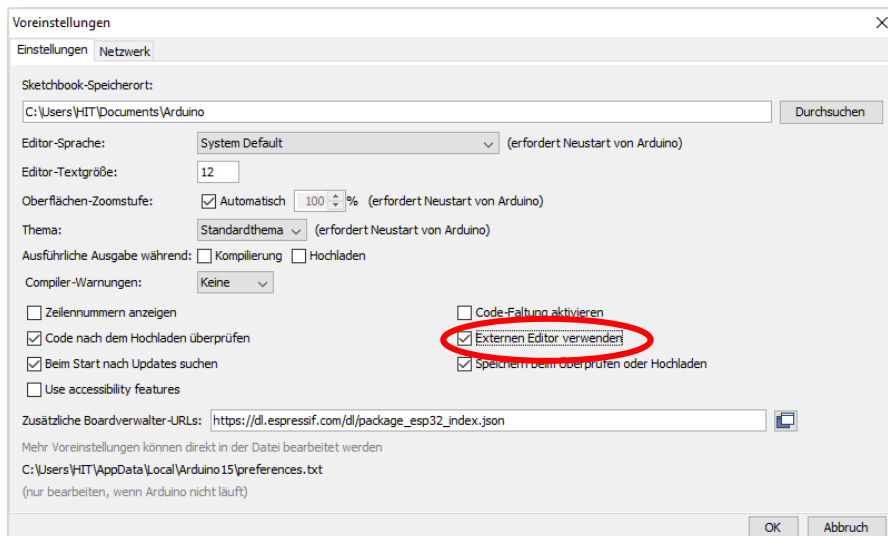 Voreinstellungen
Einstellungen Netzwerk
Sketchbook-Speicherort:
C:\Users\HIT\Documents\Arduino Durchsuchen
Editor-Sprache: System Default (erfordert Neustart von Arduino)
Editor-Textgröße: 12
Oberflächen-Zoomstufe: Automatisch 100 % (erfordert Neustart von Arduino)
Thema: Standardthema (erfordert Neustart von Arduino)
Ausführliche Ausgabe während: Kompilierung Hochladen
Compiler-Warnungen: Keine
Zeilennummern anzeigen Code-Faltung aktivieren
Code nach dem Hochladen überprüfen Externen Editor verwenden
Beim Start nach Updates suchen Speichern beim Überprüfen oder Hochladen
Use accessibility features
Zusätzliche Boardverwalter-URLs: https://dl.espressif.com/dl/package_esp32_index.json
Mehr Voreinstellungen können direkt in der Datei bearbeitet werden
C:\Users\HIT\AppData\Local\Arduino15\preferences.txt
(nur bearbeiten, wenn Arduino nicht läuft)
OK Abbruch